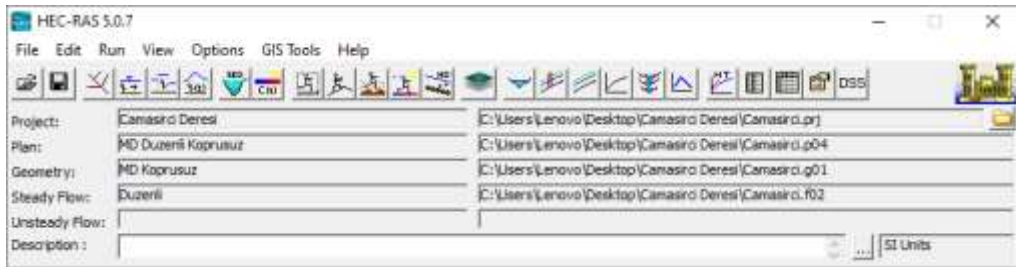 HEC-RAS 5.0.7
File Edit Run View Options GIS Tools Help
DSS
Project: Camasirci Deresi C:\Users\Lenovo\Desktop\Camasirci Deresi\Camasirci.prj
Plan: MD Duzenli Koprusuz C:\Users\Lenovo\Desktop\Camasirci Deresi\Camasirci.p04
Geometry: MD Koprusuz C:\Users\Lenovo\Desktop\Camasirci Deresi\Camasirci.g01
Steady Flow: Duzenli C:\Users\Lenovo\Desktop\Camasirci Deresi\Camasirci.f02
Unsteady Flow:
Description : ... SI Units